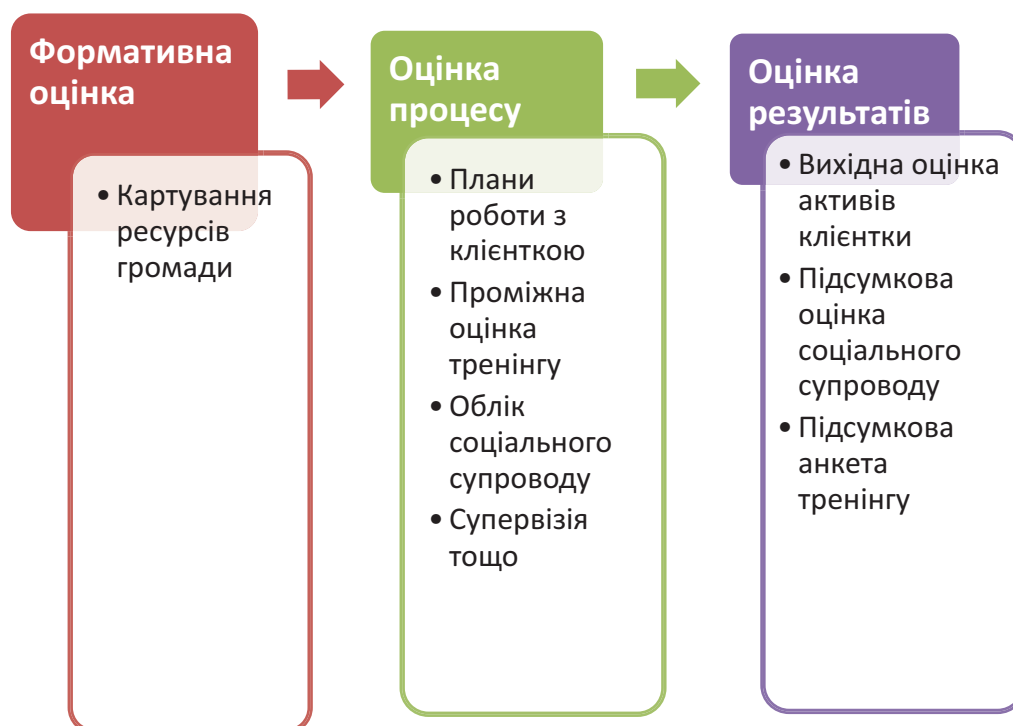 Формативна
оцінка
• Картування
ресурсів
громади
Оцінка
процесу
• Плани
роботи з
клієнткою
• Проміжна
оцінка
тренінгу
• Облік
соціального
супроводу
• Супервізія
тощо
Оцінка
результатів
• Вихідна оцінка
активів
клієнтки
• Підсумкова
оцінка
соціального
супроводу
• Підсумкова
анкета
тренінгу